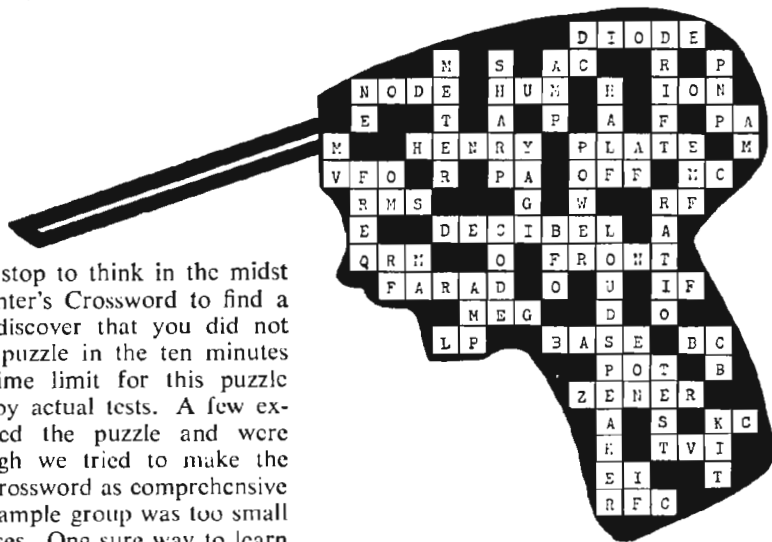 DIODE
M S AC R P
NODE HUM H ION
E T A P A F PA
M HENRY PLATE M
VFO R PA OFF MC
RMS G W RF
E DECIBEL A
QRM O FRONT
FARAD O U IF
MEG D O
LP BASE BC
POT B
ZENER
A S KC
K TVI
EI T
RFC
stop to think in the midst
nter's Crossword to find a
discover that you did not
puzzle in the ten minutes
ime limit for this puzzle
by actual tests. A few ex-
ed the puzzle and were
gh we tried to make the
rossword as comprehensive
ample group was too small
ces. One sure way to learn